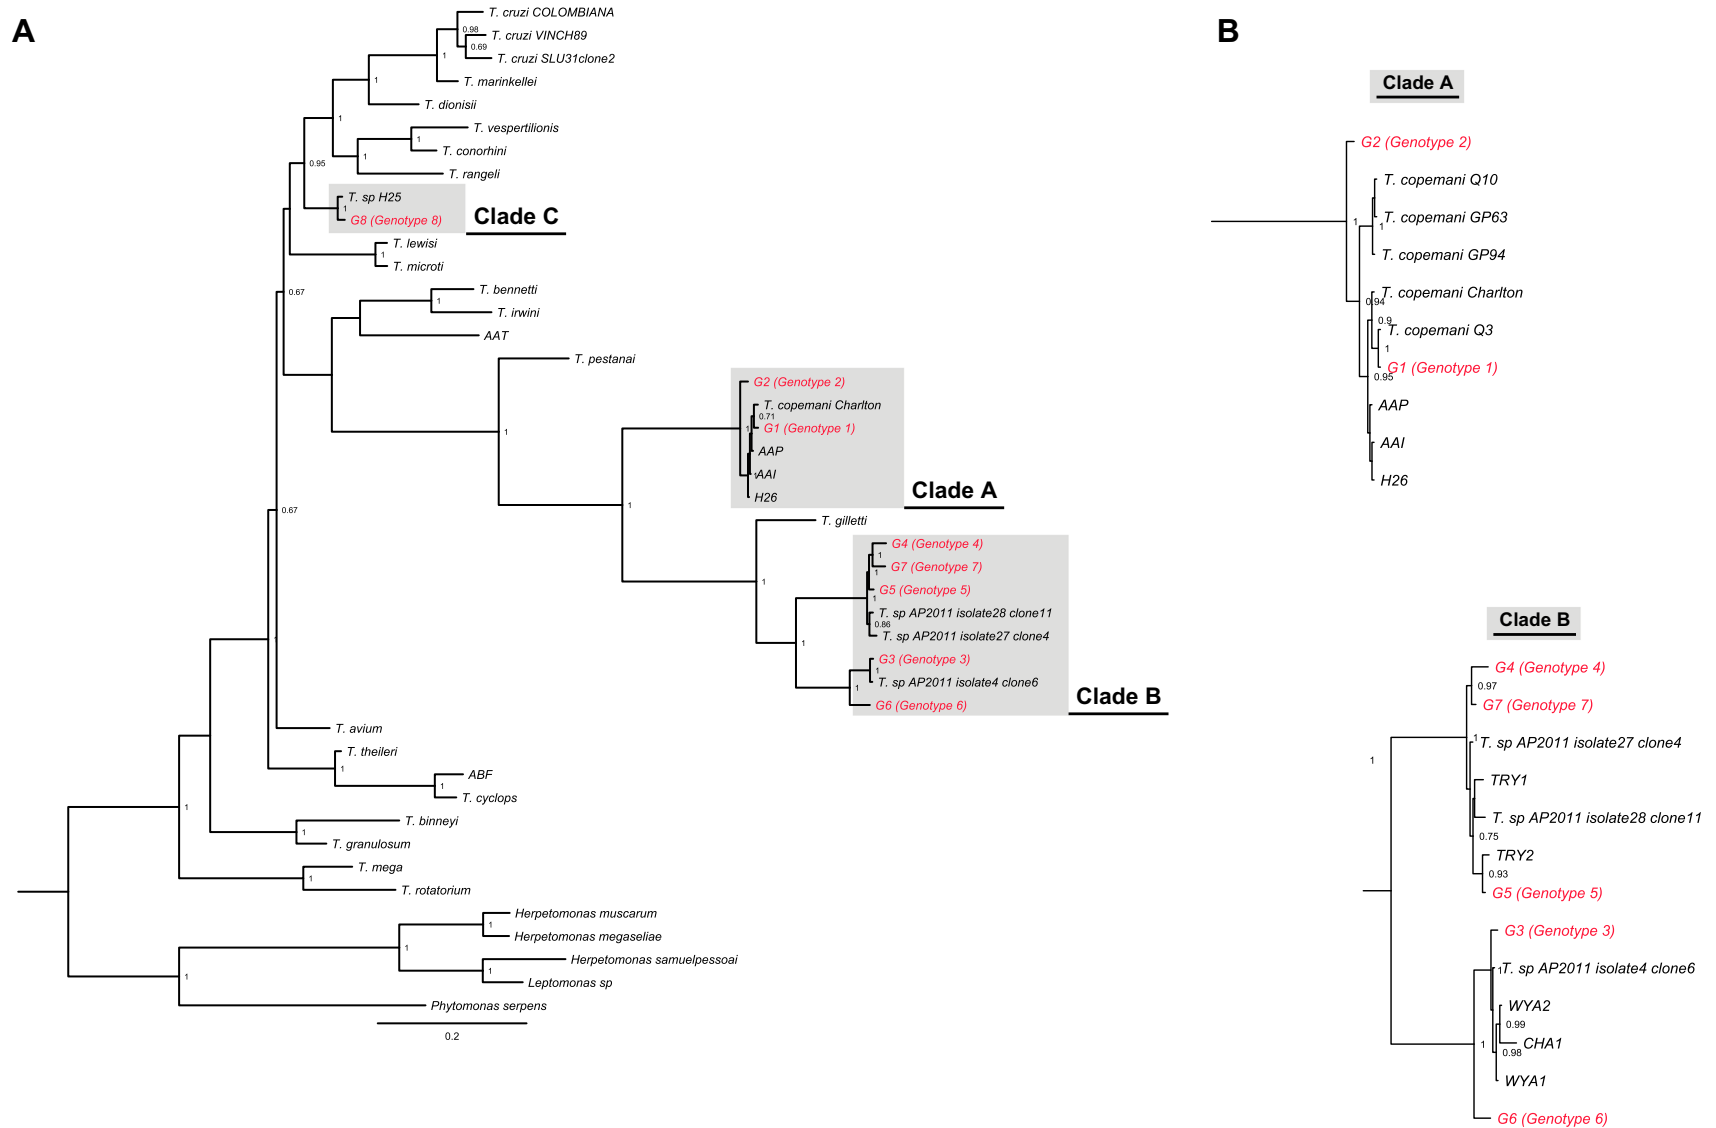 A
T. cruzi COLOMBIANA
0.98
T. cruzi VINCH89
0.69
1
T. cruzi SLU31clone2
1
T. marinkellei
T. dionisii
1
T. vespertilionis
1
T. conorhini
1
0.95
T. rangeli
T. sp H25
1
G8 (Genotype 8)
Clade C
T. lewisi
1
T. microti
0.67
T. bennetti
1
T. irwini
AAT
T. pestanai
G2 (Genotype 2)
T. copemani Charlton
0.71
1
G1 (Genotype 1)
1
AAP
1
AAI
H26
Clade A
1
0.67
T. gilletti
G4 (Genotype 4)
1
G7 (Genotype 7)
1
1
G5 (Genotype 5)
1
T. sp AP2011 isolate28 clone11
0.86
T. sp AP2011 isolate27 clone4
1
1
G3 (Genotype 3)
1
T. sp AP2011 isolate4 clone6
1
G6 (Genotype 6)
Clade B
T. avium
T. theileri
1
ABF
1
T. cyclops
1
T. binneyi
1
T. granulosum
T. mega
1
T. rotatorium
Herpetomonas muscarum
1
Herpetomonas megaseliae
1
Herpetomonas samuelpessoai
1
Leptomonas sp
1
Phytomonas serpens
0.2
B
Clade A
G2 (Genotype 2)
T. copemani Q10
T. copemani GP63
1
1
T. copemani GP94
T. copemani Charlton
0.94
0.9
T. copemani Q3
1
G1 (Genotype 1)
0.95
AAP
AAI
H26
Clade B
G4 (Genotype 4)
0.97
G7 (Genotype 7)
1
T. sp AP2011 isolate27 clone4
1
TRY1
T. sp AP2011 isolate28 clone11
0.75
TRY2
0.93
G5 (Genotype 5)
G3 (Genotype 3)
1
T. sp AP2011 isolate4 clone6
WYA2
0.99
1
CHA1
0.98
WYA1
G6 (Genotype 6)